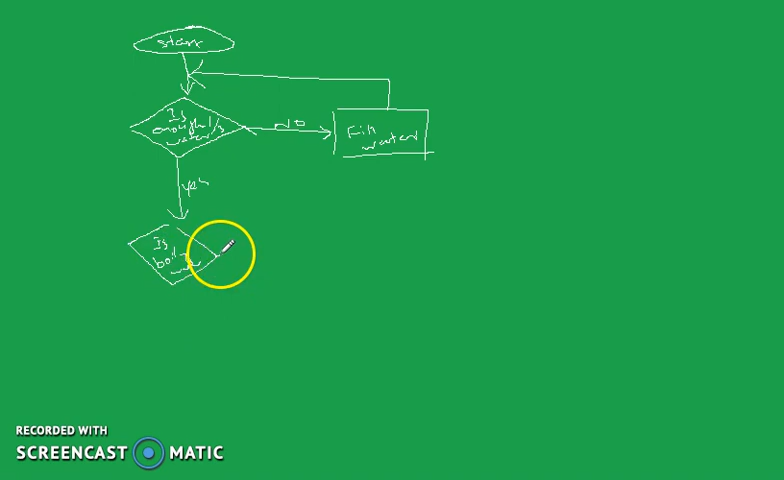 start
Is
enough
water
NO
Fill
water
yes
Is
boil
RECORDED WITH
SCREENCAST MATIC